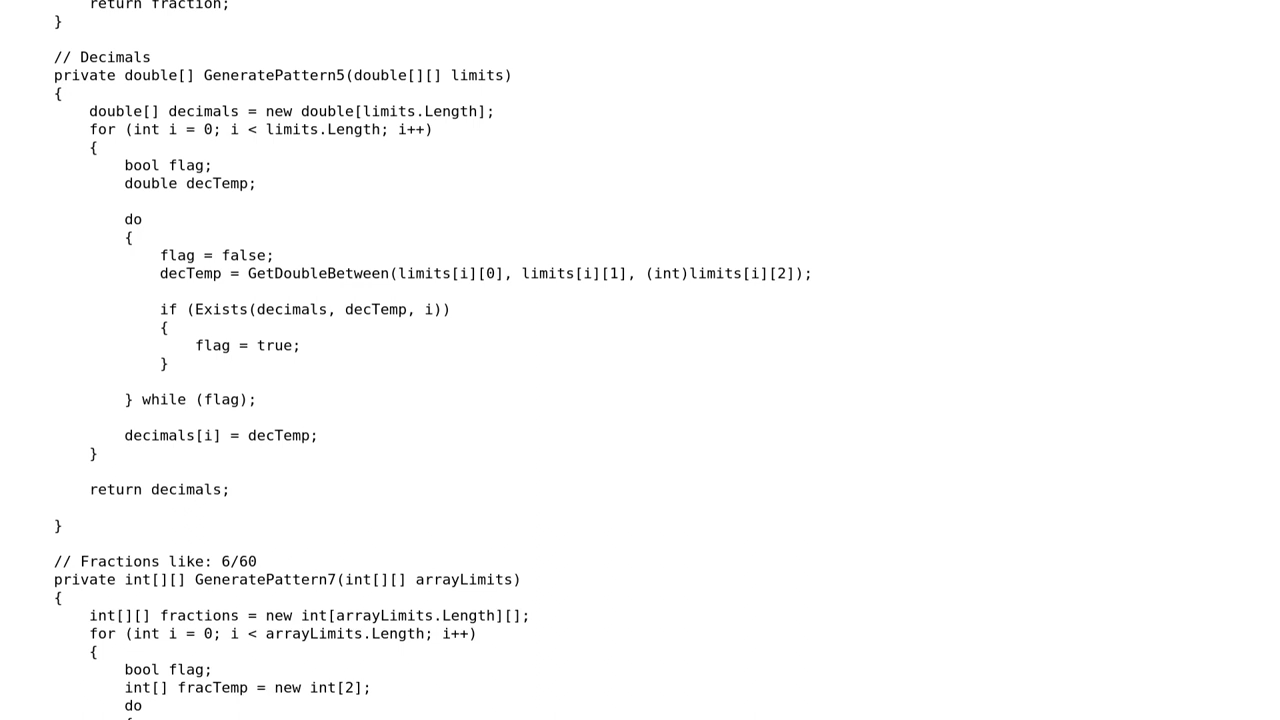 return fraction;
}
// Decimals
private double[] GeneratePattern5(double[][] limits)
{
double[] decimals = new double[limits.Length];
for (int i = 0; i < limits.Length; i++)
{
bool flag;
double decTemp;
do
{
flag = false;
decTemp = GetDoubleBetween(limits[i][0], limits[i][1], (int)limits[i][2]);
if (Exists(decimals, decTemp, i))
{
flag = true;
}
} while (flag);
decimals[i] = decTemp;
}
return decimals;
}
// Fractions like: 6/60
private int[][] GeneratePattern7(int[][] arrayLimits)
{
int[][] fractions = new int[arrayLimits.Length][];
for (int i = 0; i < arrayLimits.Length; i++)
{
bool flag;
int[] fracTemp = new int[2];
do
{